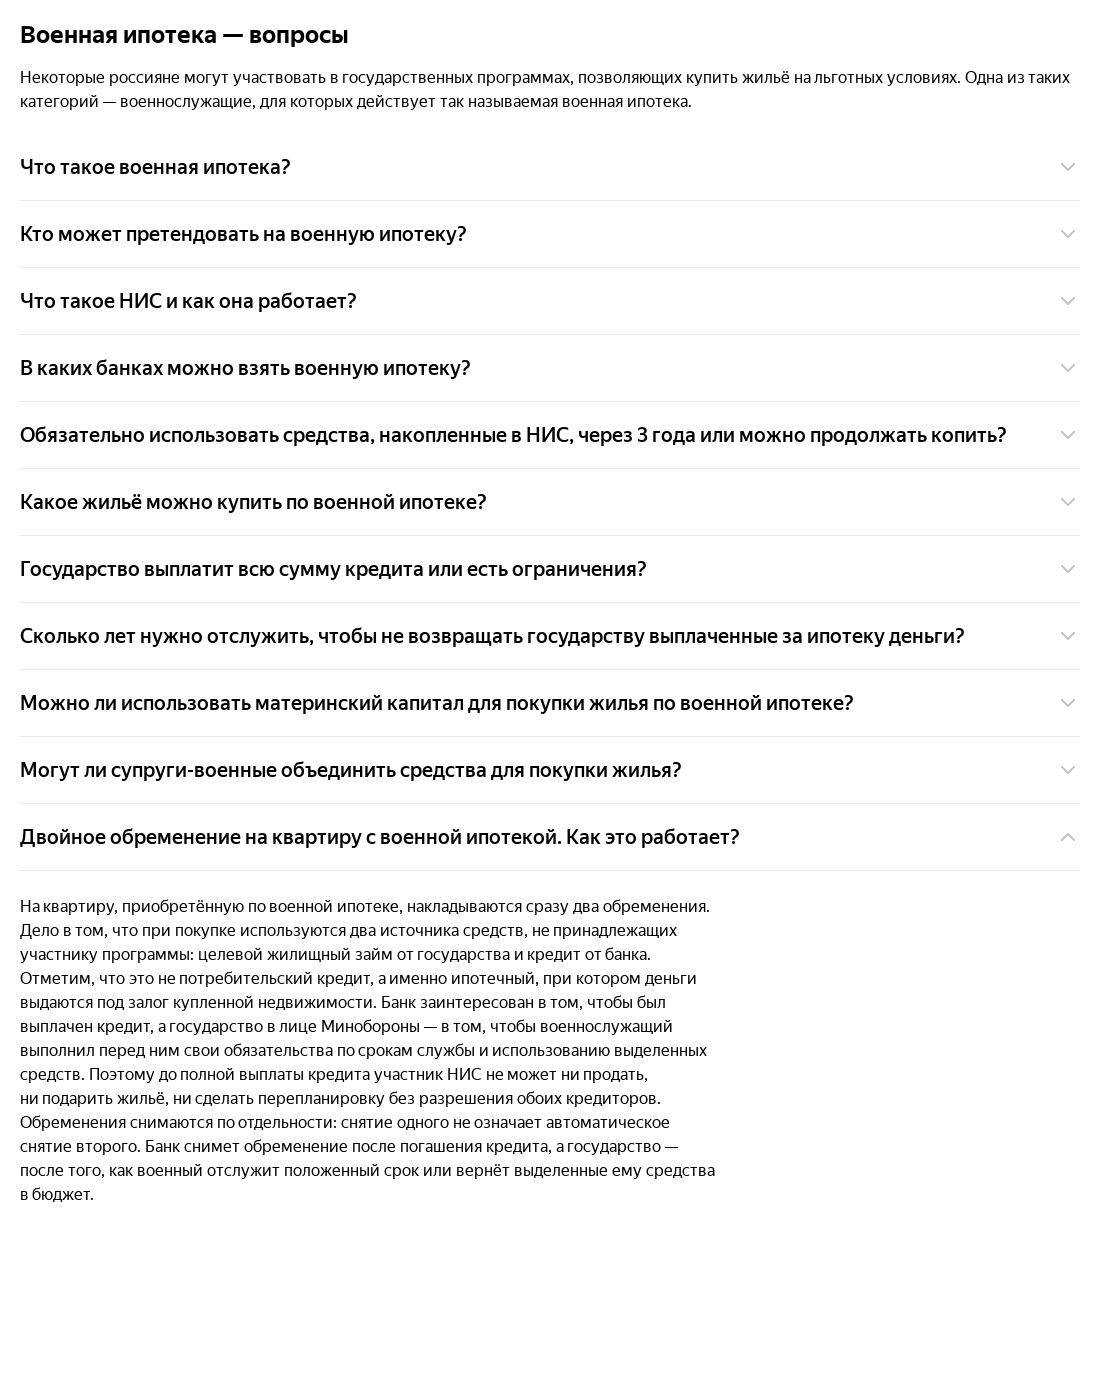 Военная ипотека — вопросы
Некоторые россияне могут участвовать в государственных программах, позволяющих купить жильё на льготных условиях. Одна из таких
категорий — военнослужащие, для которых действует так называемая военная ипотека.
Что такое военная ипотека?
Кто может претендовать на военную ипотеку?
Что такое НИС и как она работает?
В каких банках можно взять военную ипотеку?
Обязательно использовать средства, накопленные в НИС, через 3 года или можно продолжать копить?
Какое жильё можно купить по военной ипотеке?
Государство выплатит всю сумму кредита или есть ограничения?
Сколько лет нужно отслужить, чтобы не возвращать государству выплаченные за ипотеку деньги?
Можно ли использовать материнский капитал для покупки жилья по военной ипотеке?
Могут ли супруги-военные объединить средства для покупки жилья?
Двойное обременение на квартиру с военной ипотекой. Как это работает?
На квартиру, приобретённую по военной ипотеке, накладываются сразу два обременения.
Дело в том, что при покупке используются два источника средств, не принадлежащих
участнику программы: целевой жилищный займ от государства и кредит от банка.
Отметим, что это не потребительский кредит, а именно ипотечный, при котором деньги
выдаются под залог купленной недвижимости. Банк заинтересован в том, чтобы был
выплачен кредит, а государство в лице Минобороны — в том, чтобы военнослужащий
выполнил перед ним свои обязательства по срокам службы и использованию выделенных
средств. Поэтому до полной выплаты кредита участник НИС не может ни продать,
ни подарить жильё, ни сделать перепланировку без разрешения обоих кредиторов.
Обременения снимаются по отдельности: снятие одного не означает автоматическое
снятие второго. Банк снимет обременение после погашения кредита, а государство —
после того, как военный отслужит положенный срок или вернёт выделенные ему средства
в бюджет.